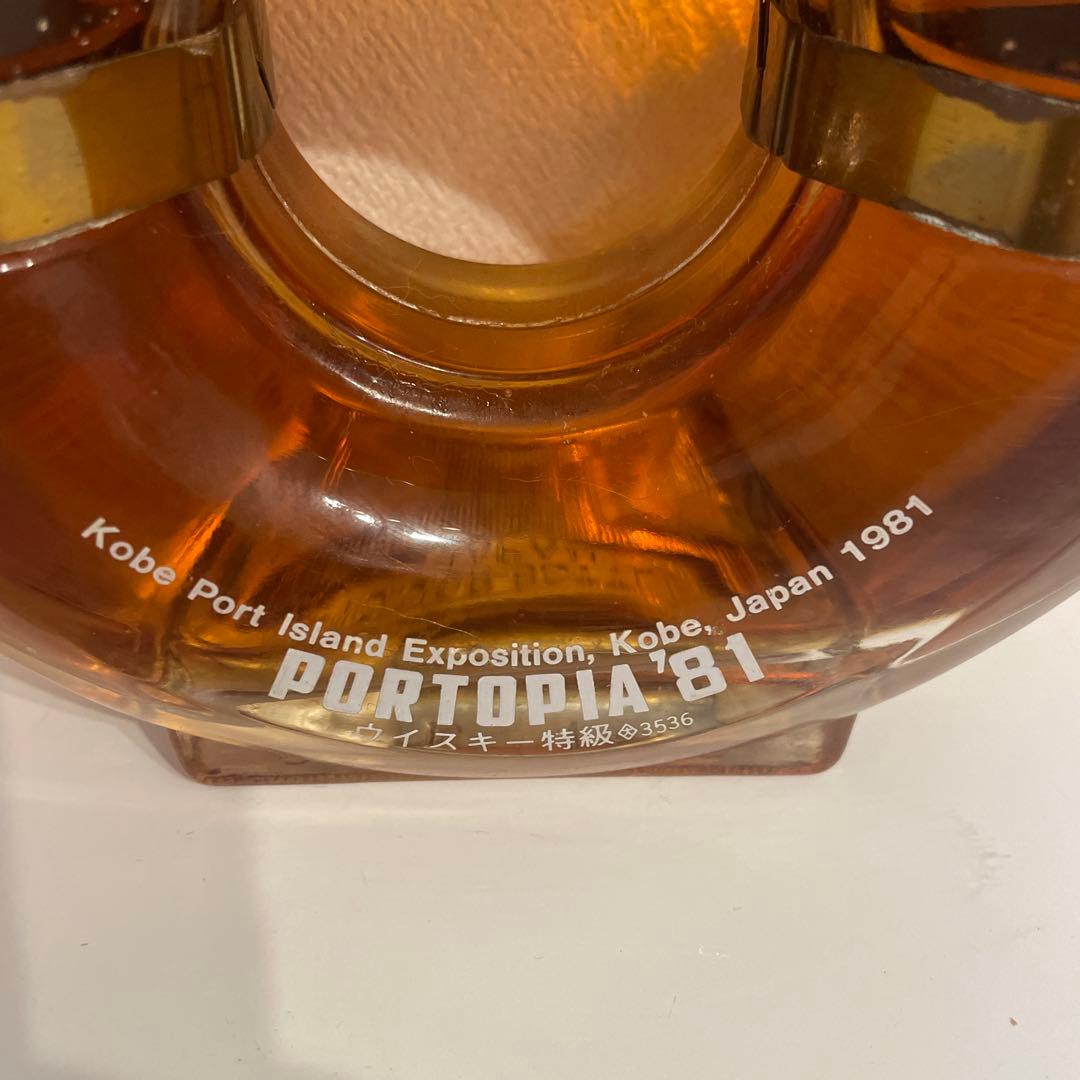 Kobe Port Island Exposition, Kobe, Japan 1981
PORTOPIA '81
ウイスキー特級 3536